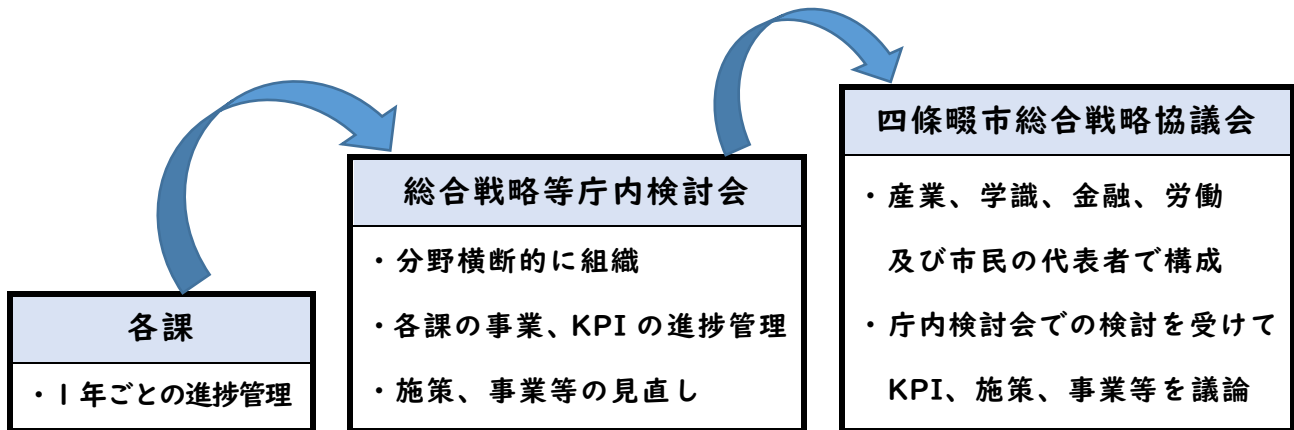 各課
・1年ごとの進捗管理
総合戦略等庁内検討会
・分野横断的に組織
・各課の事業、KPIの進捗管理
・施策、事業等の見直し
四條畷市総合戦略協議会
・産業、学識、金融、労働
及び市民の代表者で構成
・庁内検討会での検討を受けて
KPI、施策、事業等を議論